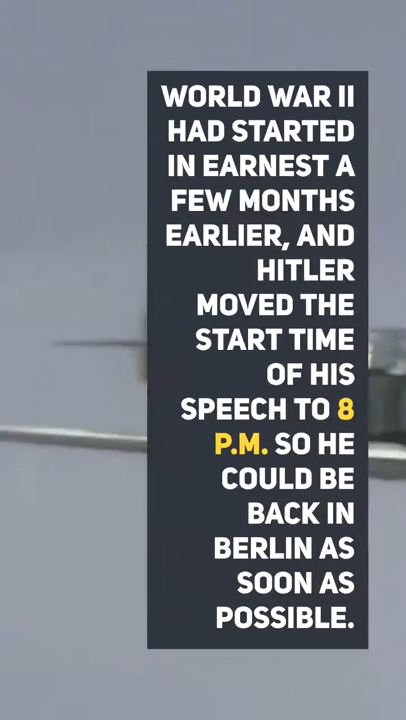 WORLD WAR II
HAD STARTED
IN EARNEST A
FEW MONTHS
EARLIER, AND
HITLER
MOVED THE
START TIME
OF HIS
SPEECH TO 8
P.M. SO HE
COULD BE
BACK IN
BERLIN AS
SOON AS
POSSIBLE.